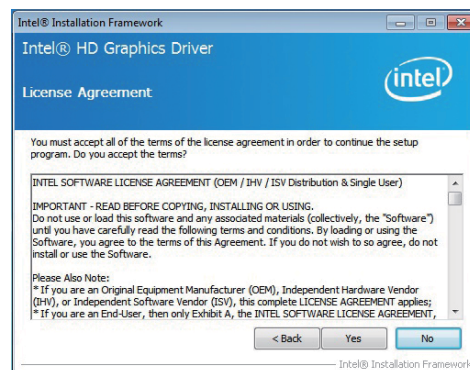 Intel® Installation Framework
Intel® HD Graphics Driver
License Agreement
intel
You must accept all of the terms of the license agreement in order to continue the setup
program. Do you accept the terms?
INTEL SOFTWARE LICENSE AGREEMENT (OEM / IHV / ISV Distribution & Single User)
IMPORTANT - READ BEFORE COPYING, INSTALLING OR USING.
Do not use or load this software and any associated materials (collectively, the "Software")
until you have carefully read the following terms and conditions. By loading or using the
Software, you agree to the terms of this Agreement. If you do not wish to so agree, do not
install or use the Software.
Please Also Note:
* If you are an Original Equipment Manufacturer (OEM), Independent Hardware Vendor
(IHV), or Independent Software Vendor (ISV), this complete LICENSE AGREEMENT applies;
* If you are an End-User, then only Exhibit A, the INTEL SOFTWARE LICENSE AGREEMENT,
< Back Yes No
Intel® Installation Framework